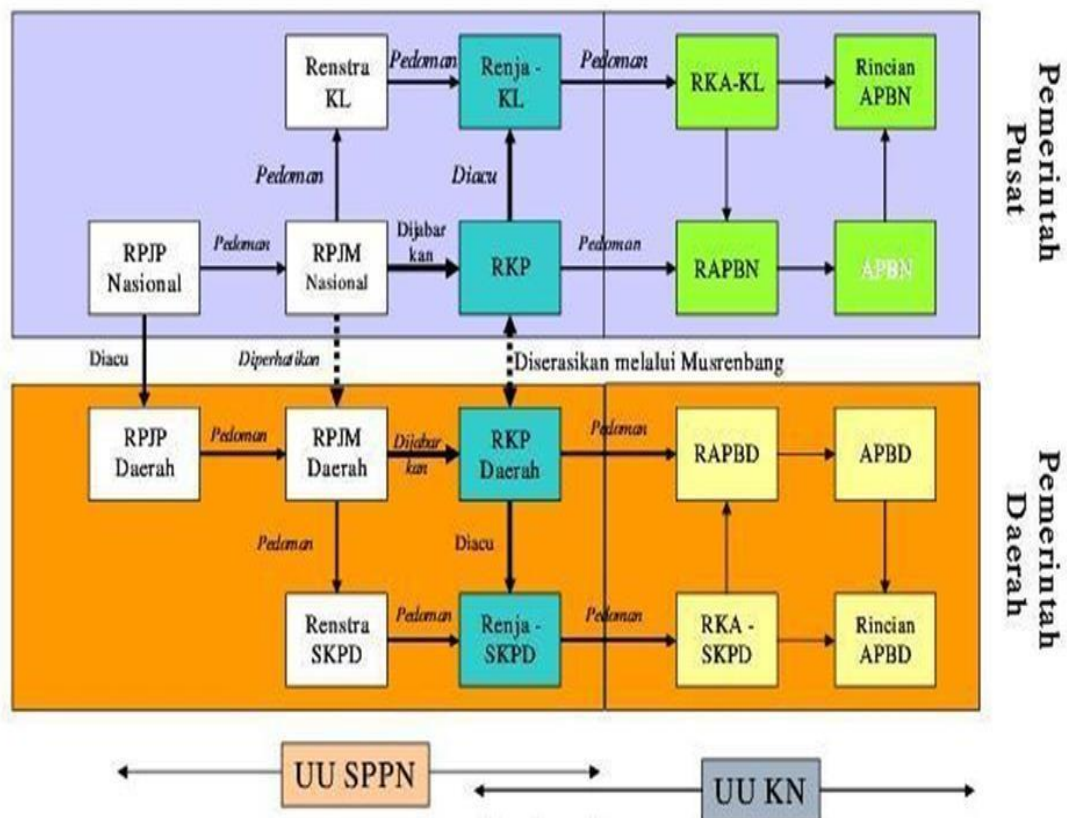 Renstra
KL
Pedoman
Renja -
KL
Pedoman
RKA-KL
Rincian
APBN
Pedoman
Diacu
RPJP
Nasional
Pedoman
RPJM
Nasional
Dijabar
kan
RKP
Pedoman
RAPBN
APBN
Pemerintah
Pusat
Diacu
Diperhatikan
Diserasikan melalui Musrenbang
RPJP
Daerah
Pedoman
RPJM
Daerah
Dijabar
kan
RKP
Daerah
Pedoman
RAPBD
APBD
Pedoman
Diacu
Renstra
SKPD
Pedoman
Renja -
SKPD
Pedoman
RKA -
SKPD
Rincian
APBD
Pemerintah
Daerah
UU SPPN
UU KN